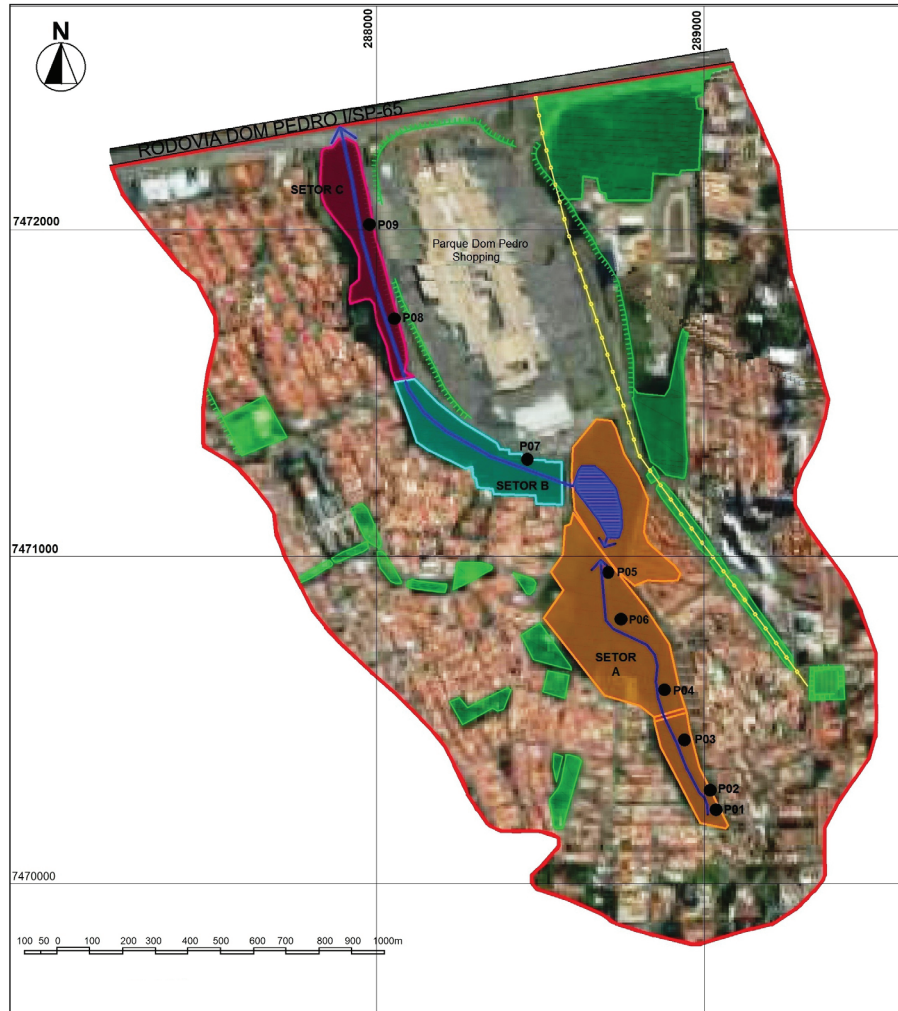 288000
289000
N
RODOVIA DOM PEDRO I/SP-65
SETOR C
7472000
P09
Parque Dom Pedro
Shopping
P08
P07
SETOR B
7471000
P05
P06
SETOR
A
P04
P03
P02
P01
7470000
100 50 0 100 200 300 400 500 600 700 800 900 1000m